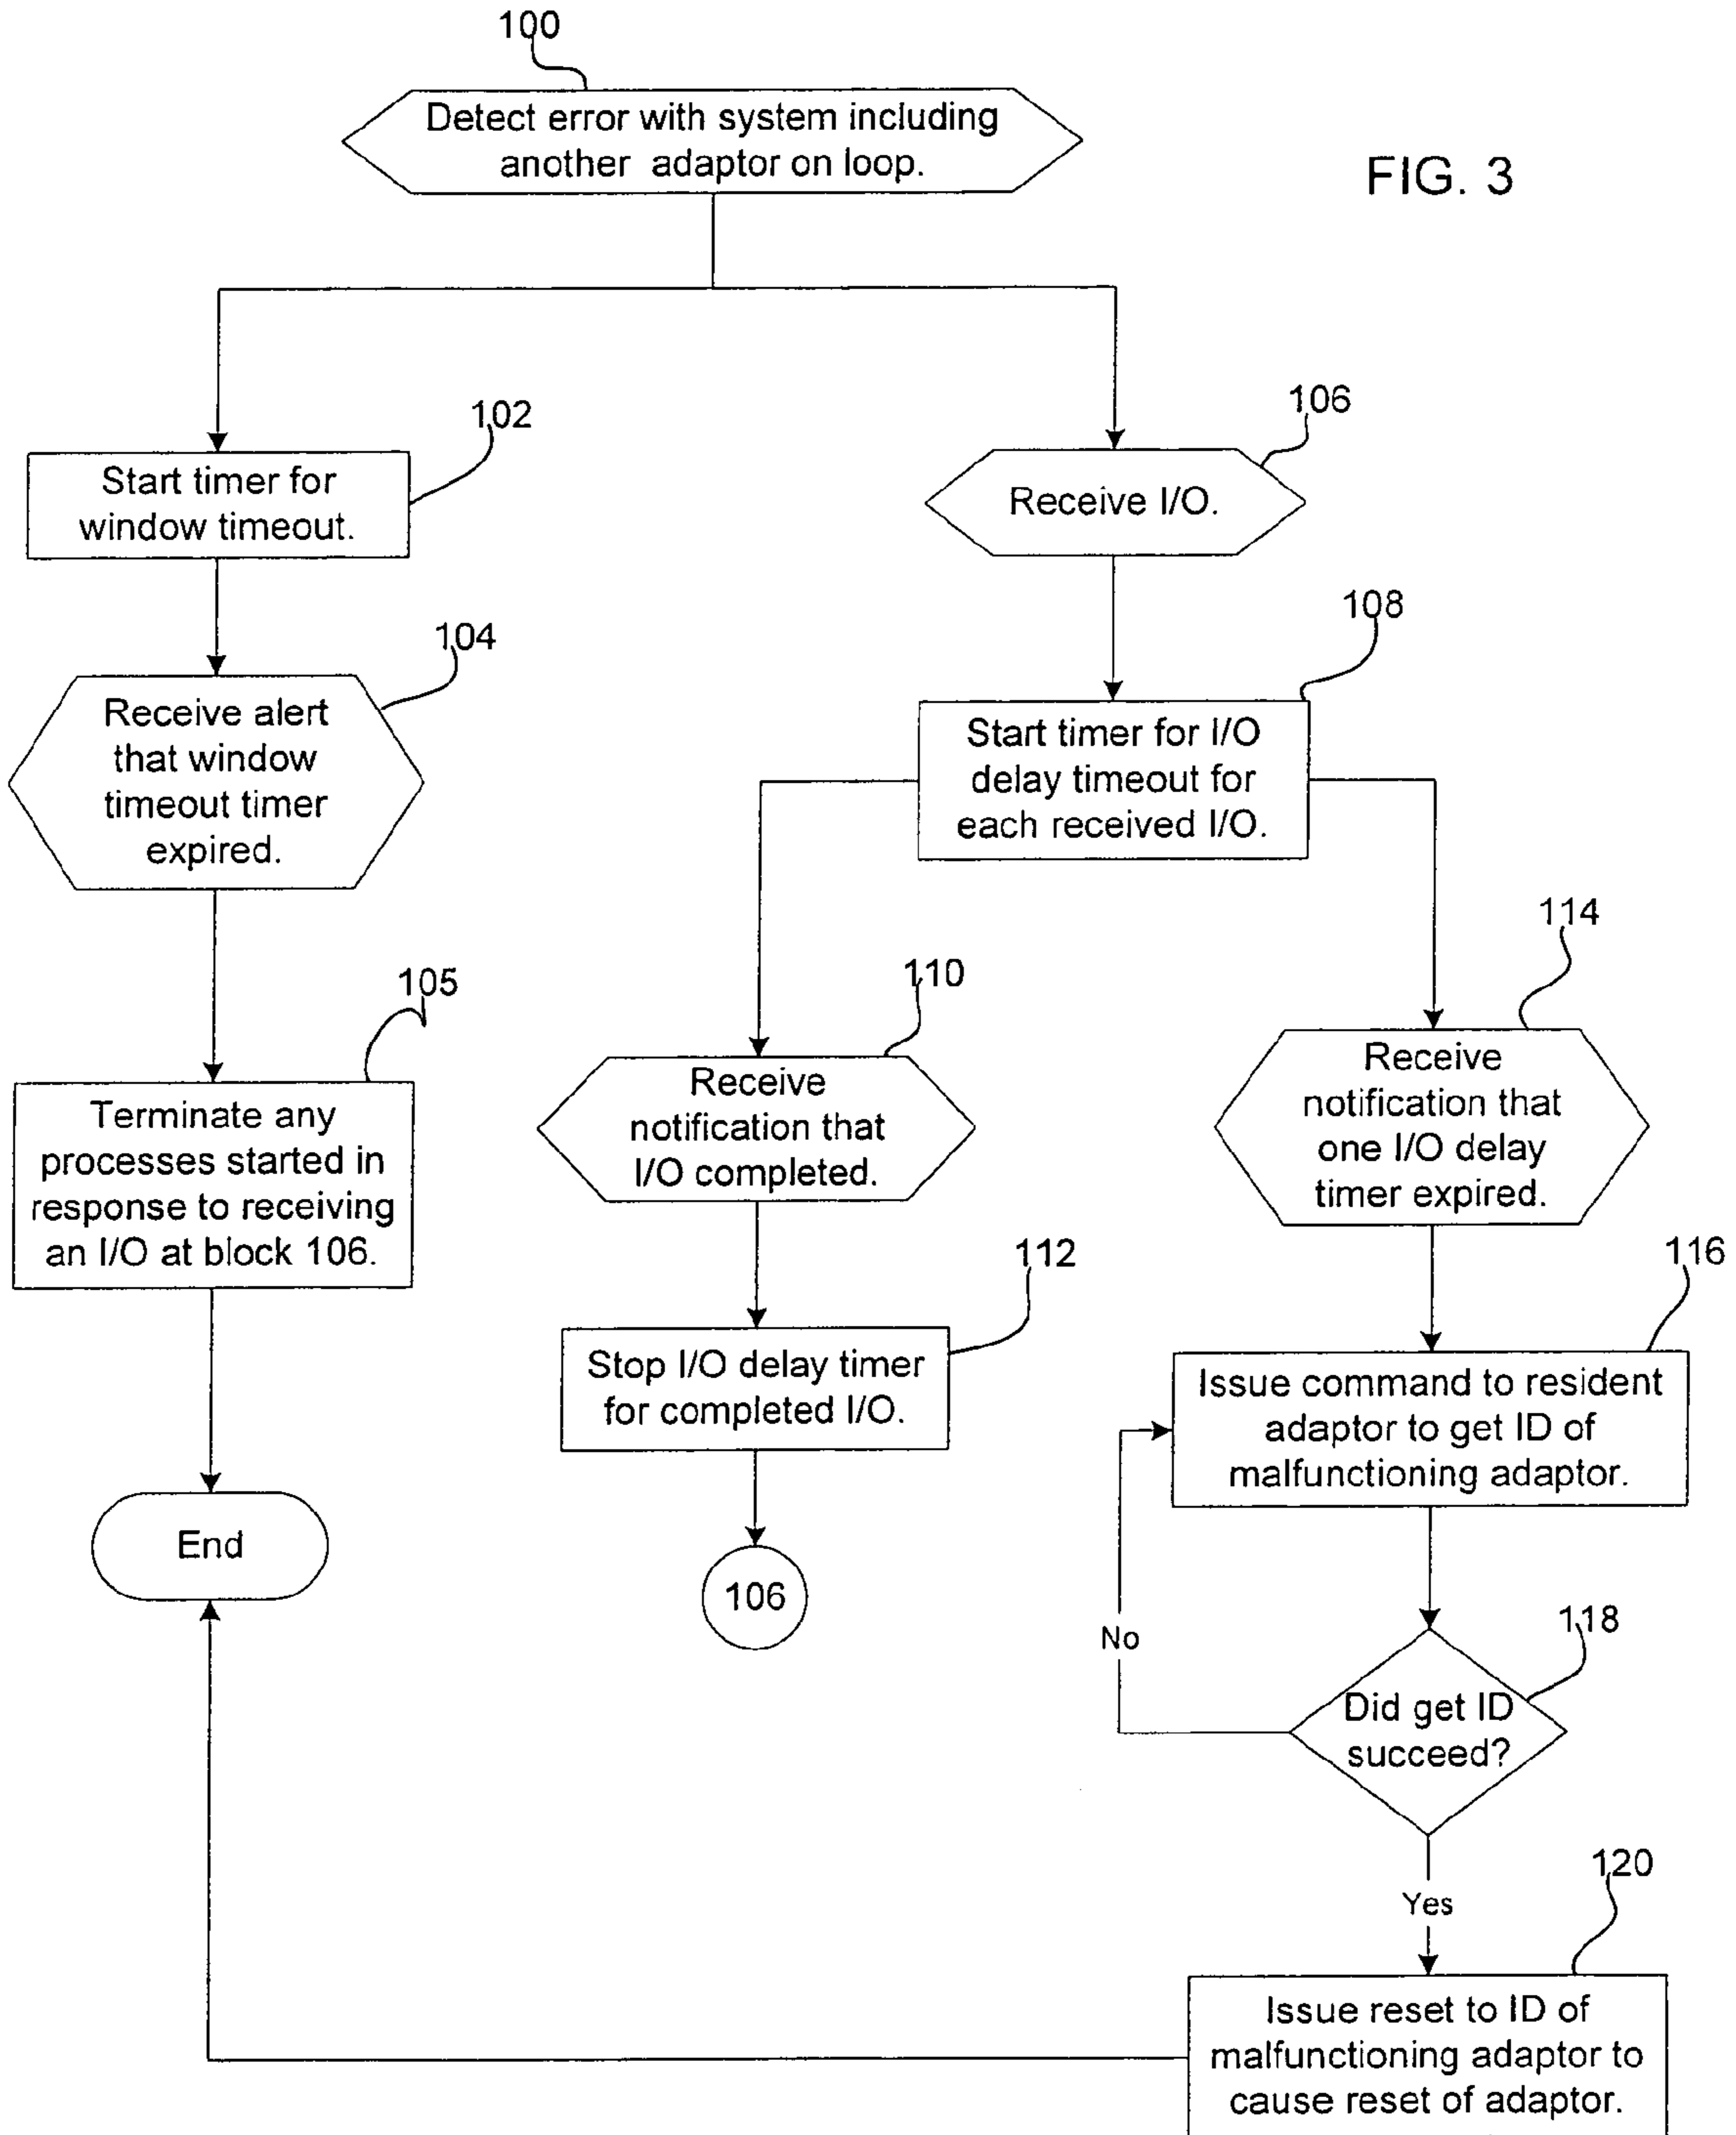 100
Detect error with system including
another adaptor on loop.
FIG. 3
102
Start timer for
window timeout.
104
Receive alert
that window
timeout timer
expired.
105
Terminate any
processes started in
response to receiving
an I/O at block 106.
End
106
Receive I/O.
108
Start timer for I/O
delay timeout for
each received I/O.
110
Receive
notification that
I/O completed.
112
Stop I/O delay timer
for completed I/O.
106
114
Receive
notification that
one I/O delay
timer expired.
116
Issue command to resident
adaptor to get ID of
malfunctioning adaptor.
118
Did get ID
succeed?
No
Yes
120
Issue reset to ID of
malfunctioning adaptor to
cause reset of adaptor.